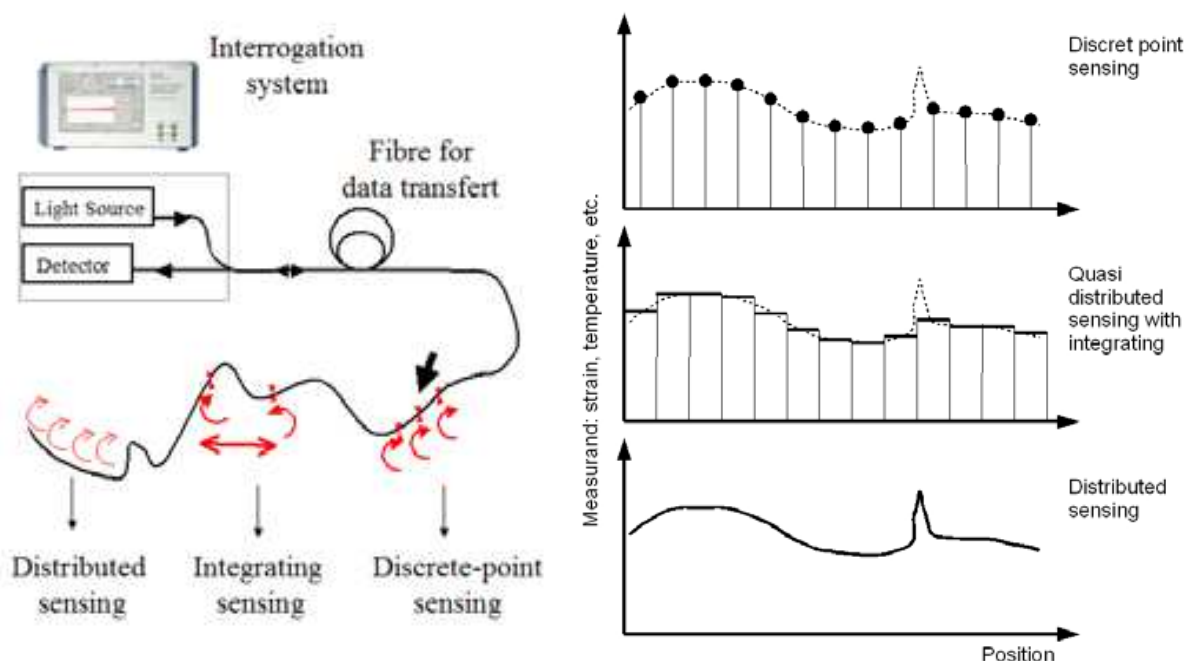 Interrogation
system
Fibre for
data transfert
Light Source
Detector
Distributed
sensing
Integrating
sensing
Discrete-point
sensing
Measurand: strain, temperature, etc.
Discret point
sensing
Quasi
distributed
sensing with
integrating
Distributed
sensing
Position